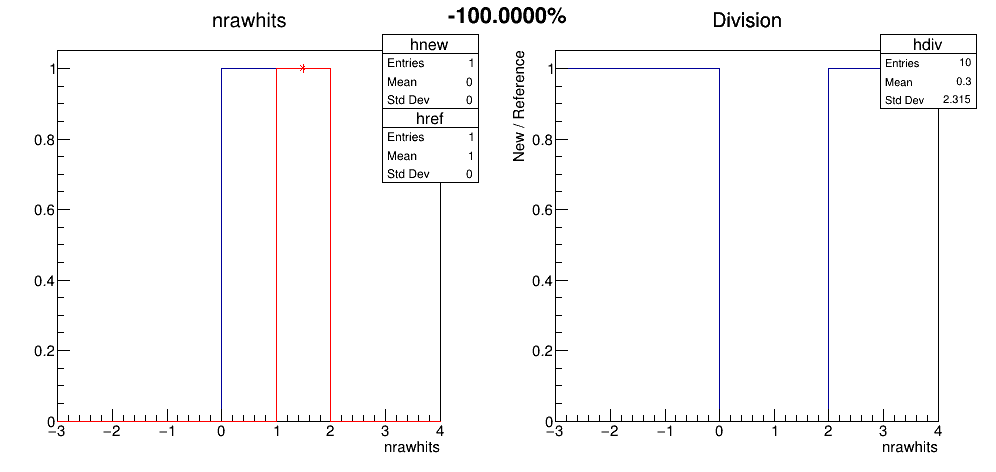 -100.0000%
nrawhits
hnew
Entries 1
Mean 0
Std Dev 0
href
Entries 1
Mean 1
Std Dev 0
1
0.8
0.6
0.4
0.2
0
−3 −2 −1 0 1 2 3 4
nrawhits
Division
hdiv
Entries 10
Mean 0.3
Std Dev 2.315
New / Reference
1
0.8
0.6
0.4
0.2
0
−3 −2 −1 0 1 2 3 4
nrawhits